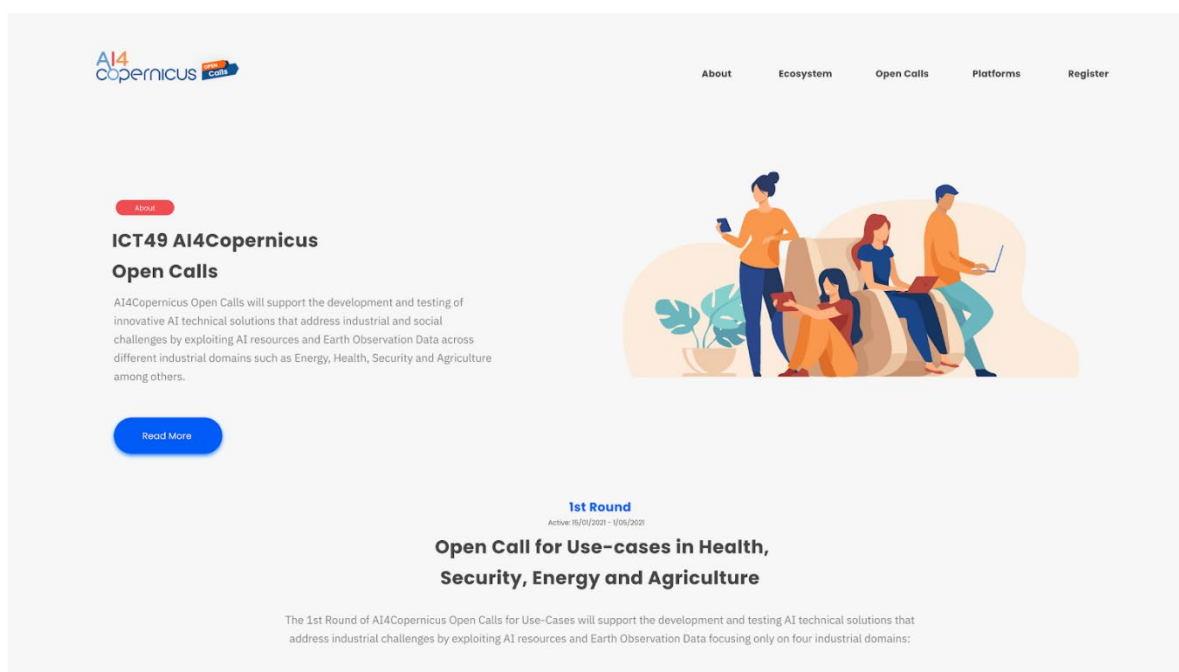 AI4
copernicus OPEN
Calls
About Ecosystem Open Calls Platforms Register
About
ICT49 AI4Copernicus
Open Calls
AI4Copernicus Open Calls will support the development and testing of
innovative AI technical solutions that address industrial and social
challenges by exploiting AI resources and Earth Observation Data across
different industrial domains such as Energy, Health, Security and Agriculture
among others.
Read More
1st Round
Active: 15/01/2021 - 1/05/2021
Open Call for Use-cases in Health,
Security, Energy and Agriculture
The 1st Round of AI4Copernicus Open Calls for Use-Cases will support the development and testing AI technical solutions that
address industrial challenges by exploiting AI resources and Earth Observation Data focusing only on four industrial domains: